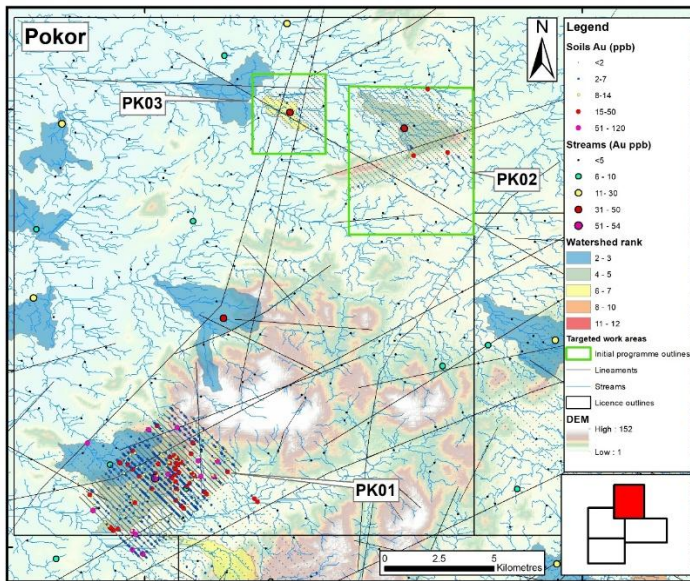 Pokor
PK03
PK02
PK01
N
Legend
Soils Au (ppb)
<2
2-7
8-14
15-50
51 - 120
Streams (Au ppb)
<5
6 - 10
11- 30
31 - 50
51 - 54
Watershed rank
2 - 3
4 - 5
6 - 7
8 - 10
11 - 12
Targeted work areas
Initial programme outlines
Lineaments
Streams
Licence outlines
DEM
High : 152
Low : 1
0
2.5
5
Kilometres